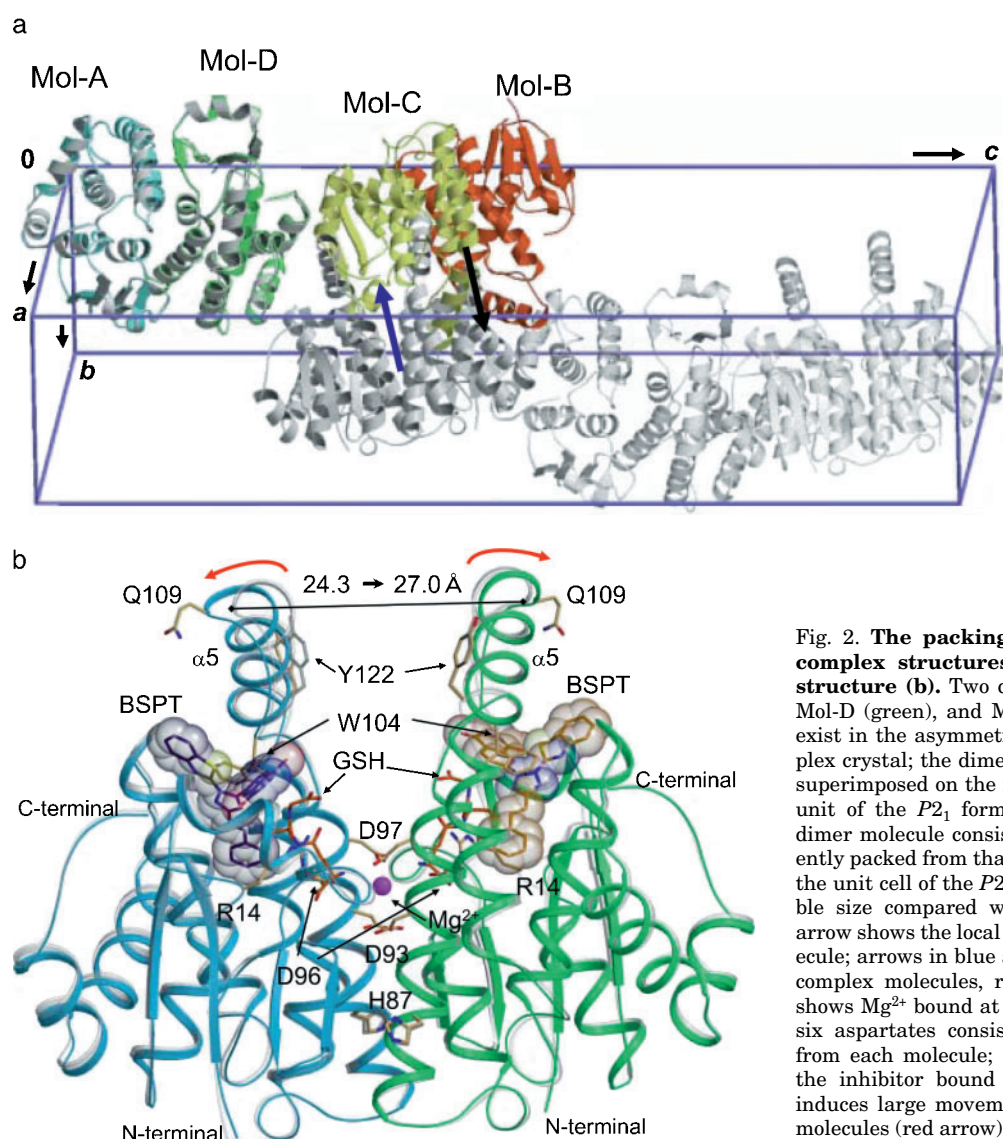 a
Mol-A
Mol-D
Mol-C
Mol-B
0
c
a
b
b
24.3 → 27.0 Å
Q109
Q109
α5
α5
Y122
BSPT
BSPT
W104
GSH
C-terminal
C-terminal
D97
R14
R14
Mg²⁺
D96
D93
H87
N-terminal
N-terminal
Fig. 2. The packing
complex structures
structure (b). Two d
Mol-D (green), and M
exist in the asymmetri
plex crystal; the dime
superimposed on the
unit of the P2₁ form
dimer molecule consis
ently packed from tha
the unit cell of the P2
ble size compared w
arrow shows the local
ecule; arrows in blue a
complex molecules, r
shows Mg²⁺ bound at
six aspartates consis
from each molecule;
the inhibitor bound
induces large movem
molecules (red arrow)